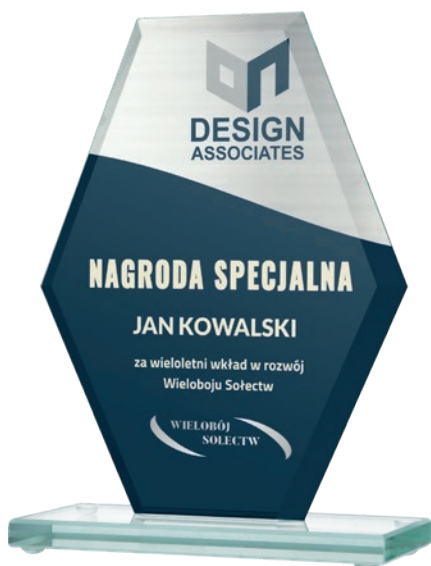 DESIGN
ASSOCIATES
NAGRODA SPECJALNA
JAN KOWALSKI
za wieloletni wkład w rozwój
Wieloboju Sołectw
WIELOBÓJ
SOŁECTW